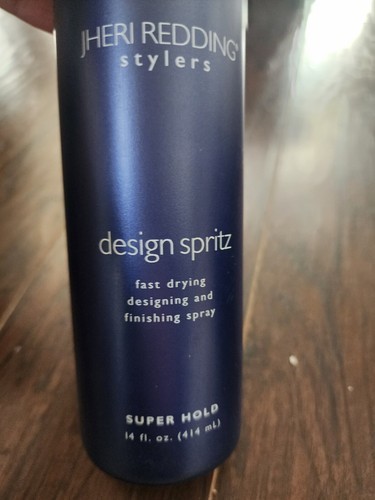 JHERI REDDING®
stylers
design spritz
fast drying
designing and
finishing spray
SUPER HOLD
14 fl. oz. (414 mL)